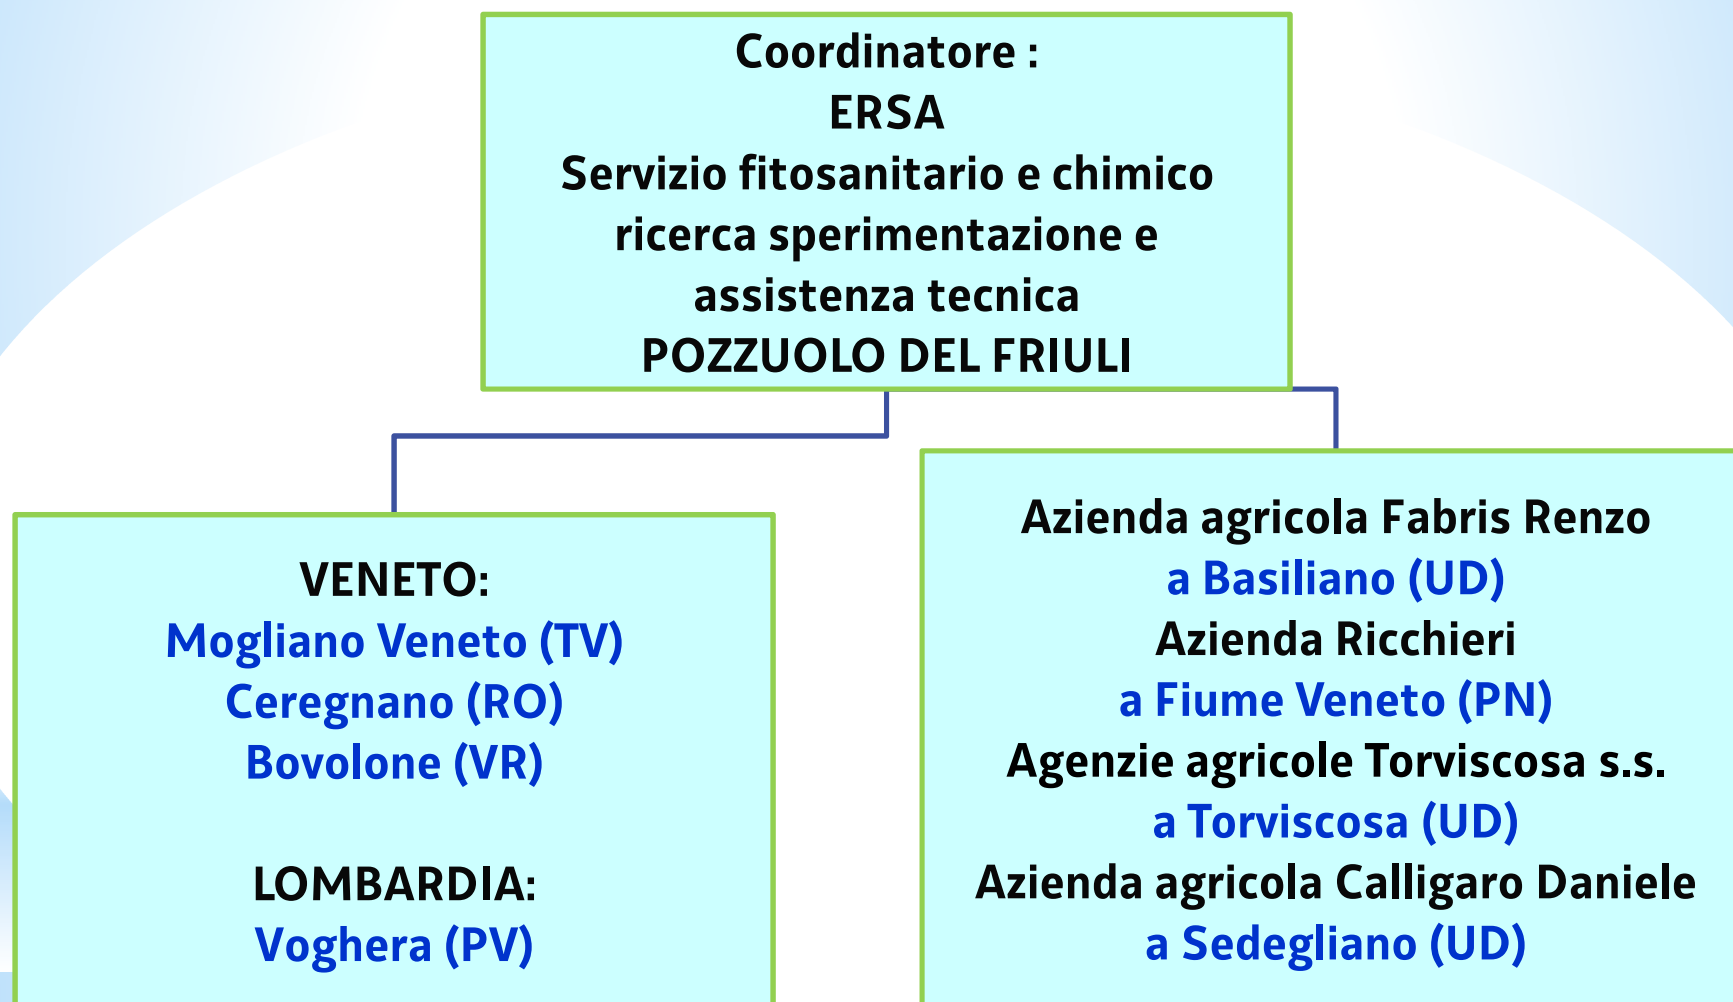 Coordinatore :
ERSA
Servizio fitosanitario e chimico
ricerca sperimentazione e
assistenza tecnica
POZZUOLO DEL FRIULI
VENETO:
Mogliano Veneto (TV)
Ceregnano (RO)
Bovolone (VR)
LOMBARDIA:
Voghera (PV)
Azienda agricola Fabris Renzo
a Basiliano (UD)
Azienda Ricchieri
a Fiume Veneto (PN)
Agenzie agricole Torviscosa s.s.
a Torviscosa (UD)
Azienda agricola Calligaro Daniele
a Sedegliano (UD)